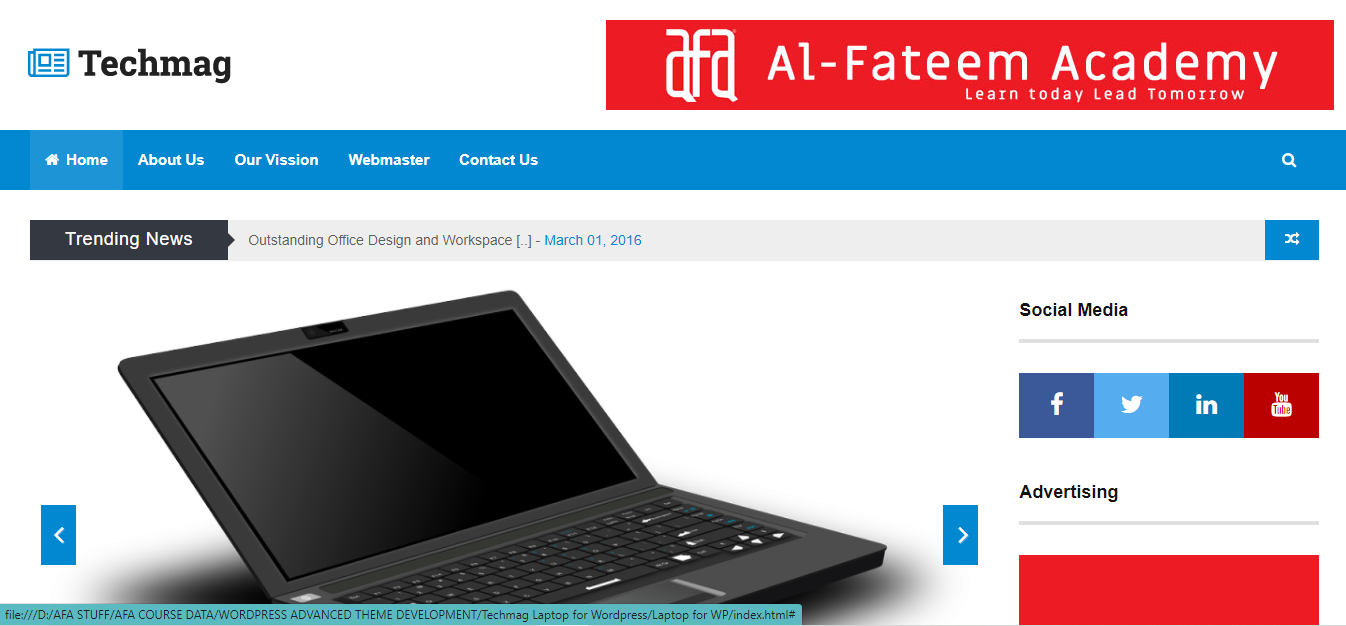 Techmag
afa Al-Fateem Academy
Learn today Lead Tomorrow
Home About Us Our Vission Webmaster Contact Us
Trending News Outstanding Office Design and Workspace [..] - March 01, 2016
Social Media
You
Tube
Advertising
file:///D:/AFA STUFF/AFA COURSE DATA/WORDPRESS ADVANCED THEME DEVELOPMENT/Techmag Laptop for Wordpress/Laptop for WP/index.html#